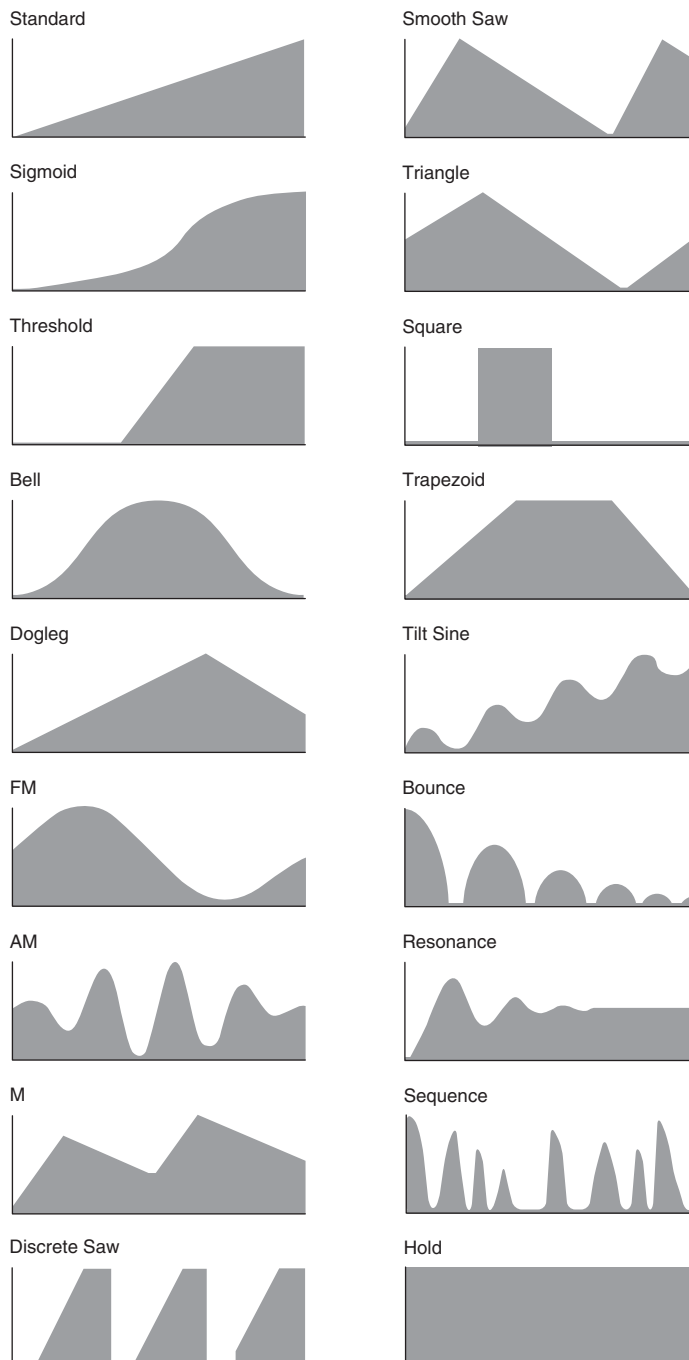 Standard
Smooth Saw
Sigmoid
Triangle
Threshold
Square
Bell
Trapezoid
Dogleg
Tilt Sine
FM
Bounce
AM
Resonance
M
Sequence
Discrete Saw
Hold